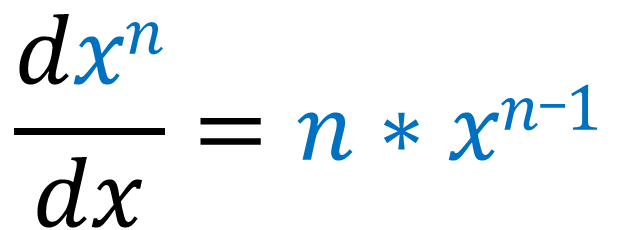 dxⁿ
dx
= n * xⁿ⁻¹